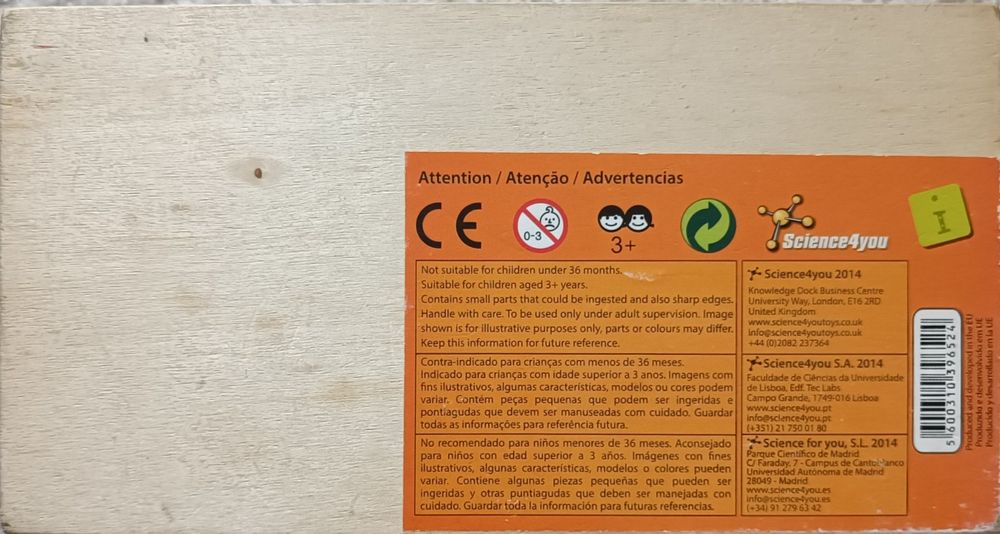 Attention / Atenção / Advertencias
CE
0-3
3+
Science4you
Not suitable for children under 36 months.
Suitable for children aged 3+ years.
Contains small parts that could be ingested and also sharp edges.
Handle with care. To be used only under adult supervision. Image
shown is for illustrative purposes only, parts or colours may differ.
Keep this information for future reference.
Contra-indicado para crianças com menos de 36 meses.
Indicado para crianças com idade superior a 3 anos. Imagens com
fins ilustrativos, algumas características, modelos ou cores podem
variar. Contém peças pequenas que podem ser ingeridas e
pontiagudas que devem ser manuseadas com cuidado. Guardar
todas as informações para referência futura.
No recomendado para niños menores de 36 meses. Aconsejado
para niños con edad superior a 3 años. Imágenes con fines
ilustrativos, algunas características, modelos o colores pueden
variar. Contiene algunas piezas pequeñas que pueden ser
ingeridas y otras puntiagudas que deben ser manejadas con
cuidado. Guardar toda la información para futuras referencias.
Science4you 2014
Knowledge Dock Business Centre
University Way, London, E16 2RD
United Kingdom
www.science4youtoys.co.uk
info@science4youtoys.co.uk
+44 (0)2082 237364
Science4you S.A. 2014
Faculdade de Ciências da Universidade
de Lisboa, Edf. Tec Labs
Campo Grande, 1749-016 Lisboa
www.science4you.pt
info@science4you.pt
(+351) 21 750 01 80
Science for you, S.L. 2014
Parque Científico de Madrid
C/ Faraday, 7 - Campus de Cantoblanco
Universidad Autónoma de Madrid
28049 - Madrid
www.science4you.es
info@science4you.es
(+34) 91 279 63 42
5 600310 396524
Produced and developed in the EU
Produzido e desenvolvido em UE
Producido y desarrollado en la UE